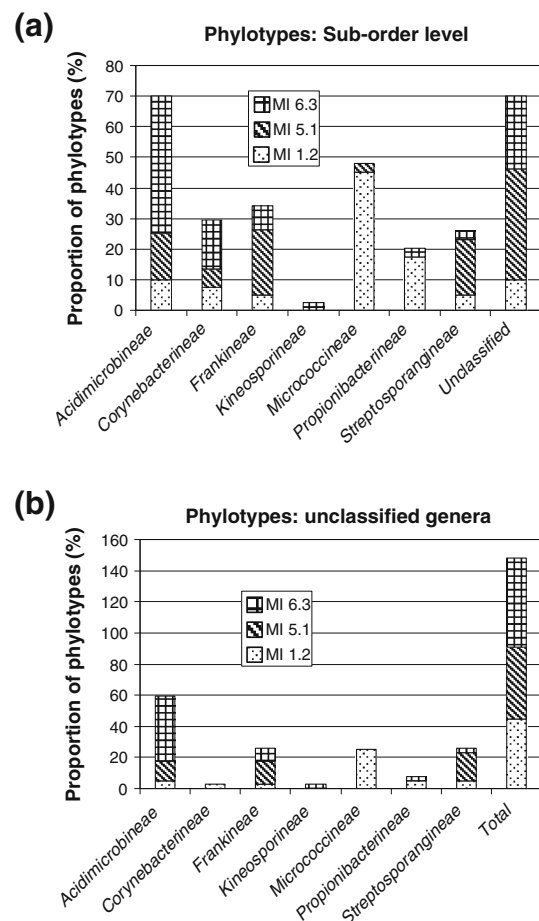 (a)
Phylotypes: Sub-order level
Proportion of phylotypes (%)
80
70
60
50
40
30
20
10
0
MI 6.3
MI 5.1
MI 1.2
Acidimicrobineae
Corynebacterineae
Frankineae
Kineosporineae
Micrococcineae
Propionibacterineae
Streptosporangineae
Unclassified
(b)
Phylotypes: unclassified genera
Proportion of phylotypes (%)
160
140
120
100
80
60
40
20
0
MI 6.3
MI 5.1
MI 1.2
Acidimicrobineae
Corynebacterineae
Frankineae
Kineosporineae
Micrococcineae
Propionibacterineae
Streptosporangineae
Total